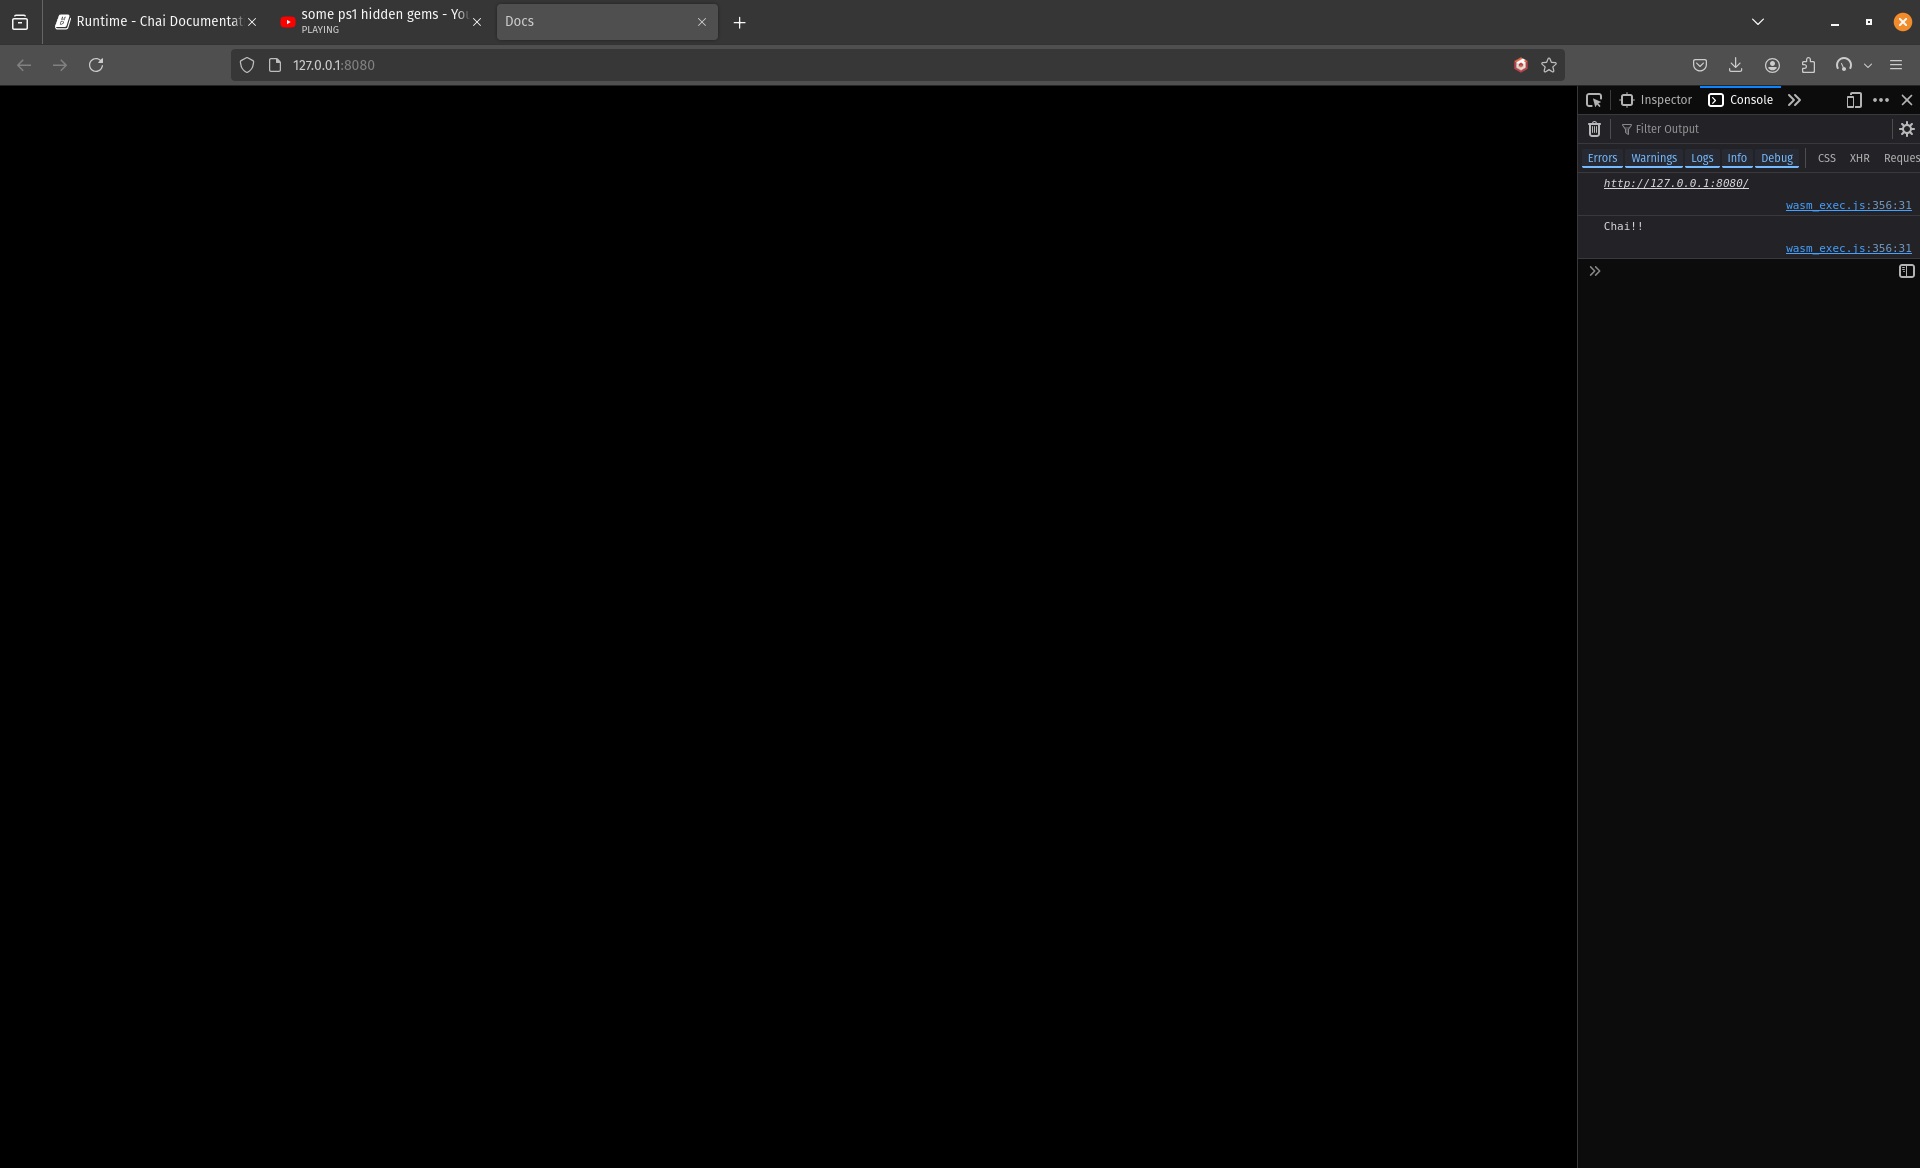 Runtime - Chai Documentat
some ps1 hidden gems - You
PLAYING
Docs
127.0.0.1:8080
Inspector
Console
Filter Output
Errors Warnings Logs Info Debug CSS XHR Reques
http://127.0.0.1:8080/
wasm_exec.js:356:31
Chai!!
wasm_exec.js:356:31